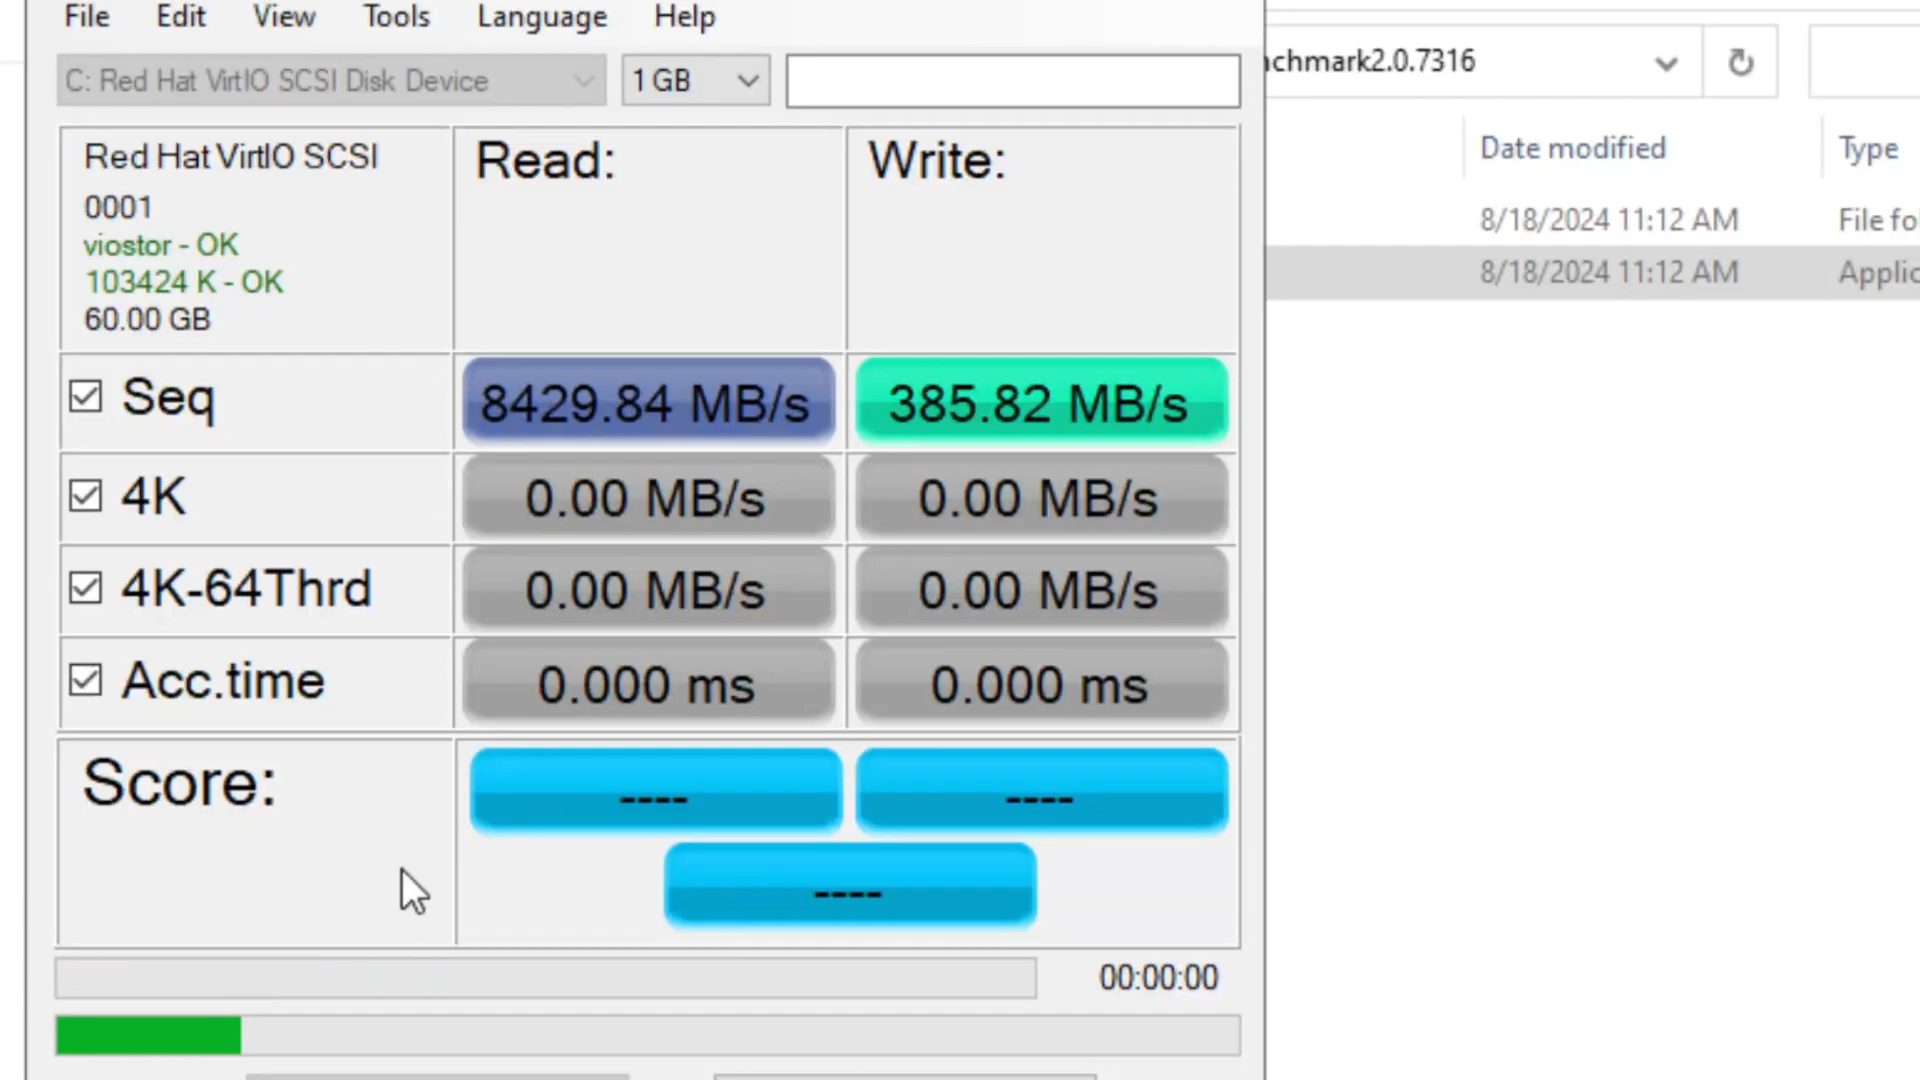 File Edit View Tools Language Help
C: Red Hat VirtIO SCSI Disk Device 1 GB
Red Hat VirtIO SCSI
0001
viostor - OK
103424 K - OK
60.00 GB
Read: Write:
Seq 8429.84 MB/s 385.82 MB/s
4K 0.00 MB/s 0.00 MB/s
4K-64Thrd 0.00 MB/s 0.00 MB/s
Acc.time 0.000 ms 0.000 ms
Score: ---- ----
----
00:00:00
nchmark2.0.7316
Date modified Type
8/18/2024 11:12 AM File fo
8/18/2024 11:12 AM Applic